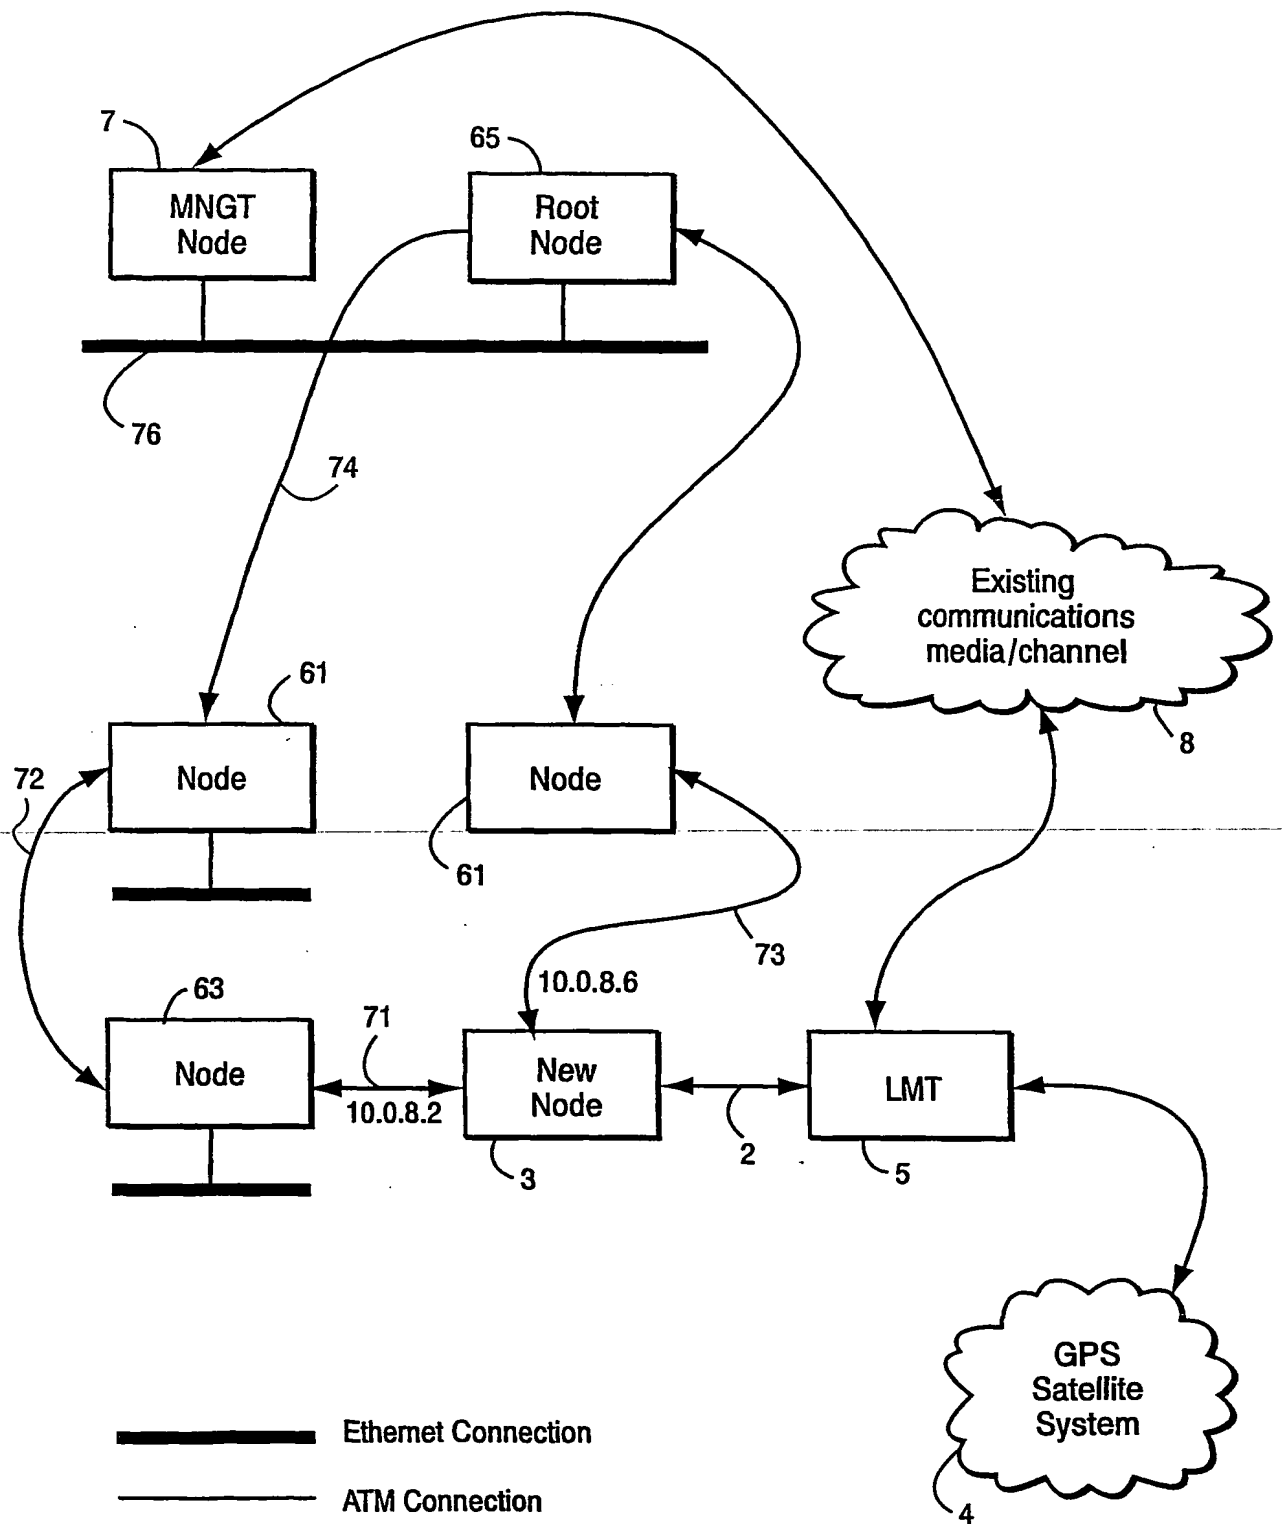 7
65
MNGT
Node
Root
Node
76
74
Existing
communications
media/channel
8
61
72
Node
Node
61
73
10.0.8.6
63
71
Node
10.0.8.2
New
Node
LMT
3
2
5
GPS
Satellite
System
4
Ethernet Connection
ATM Connection